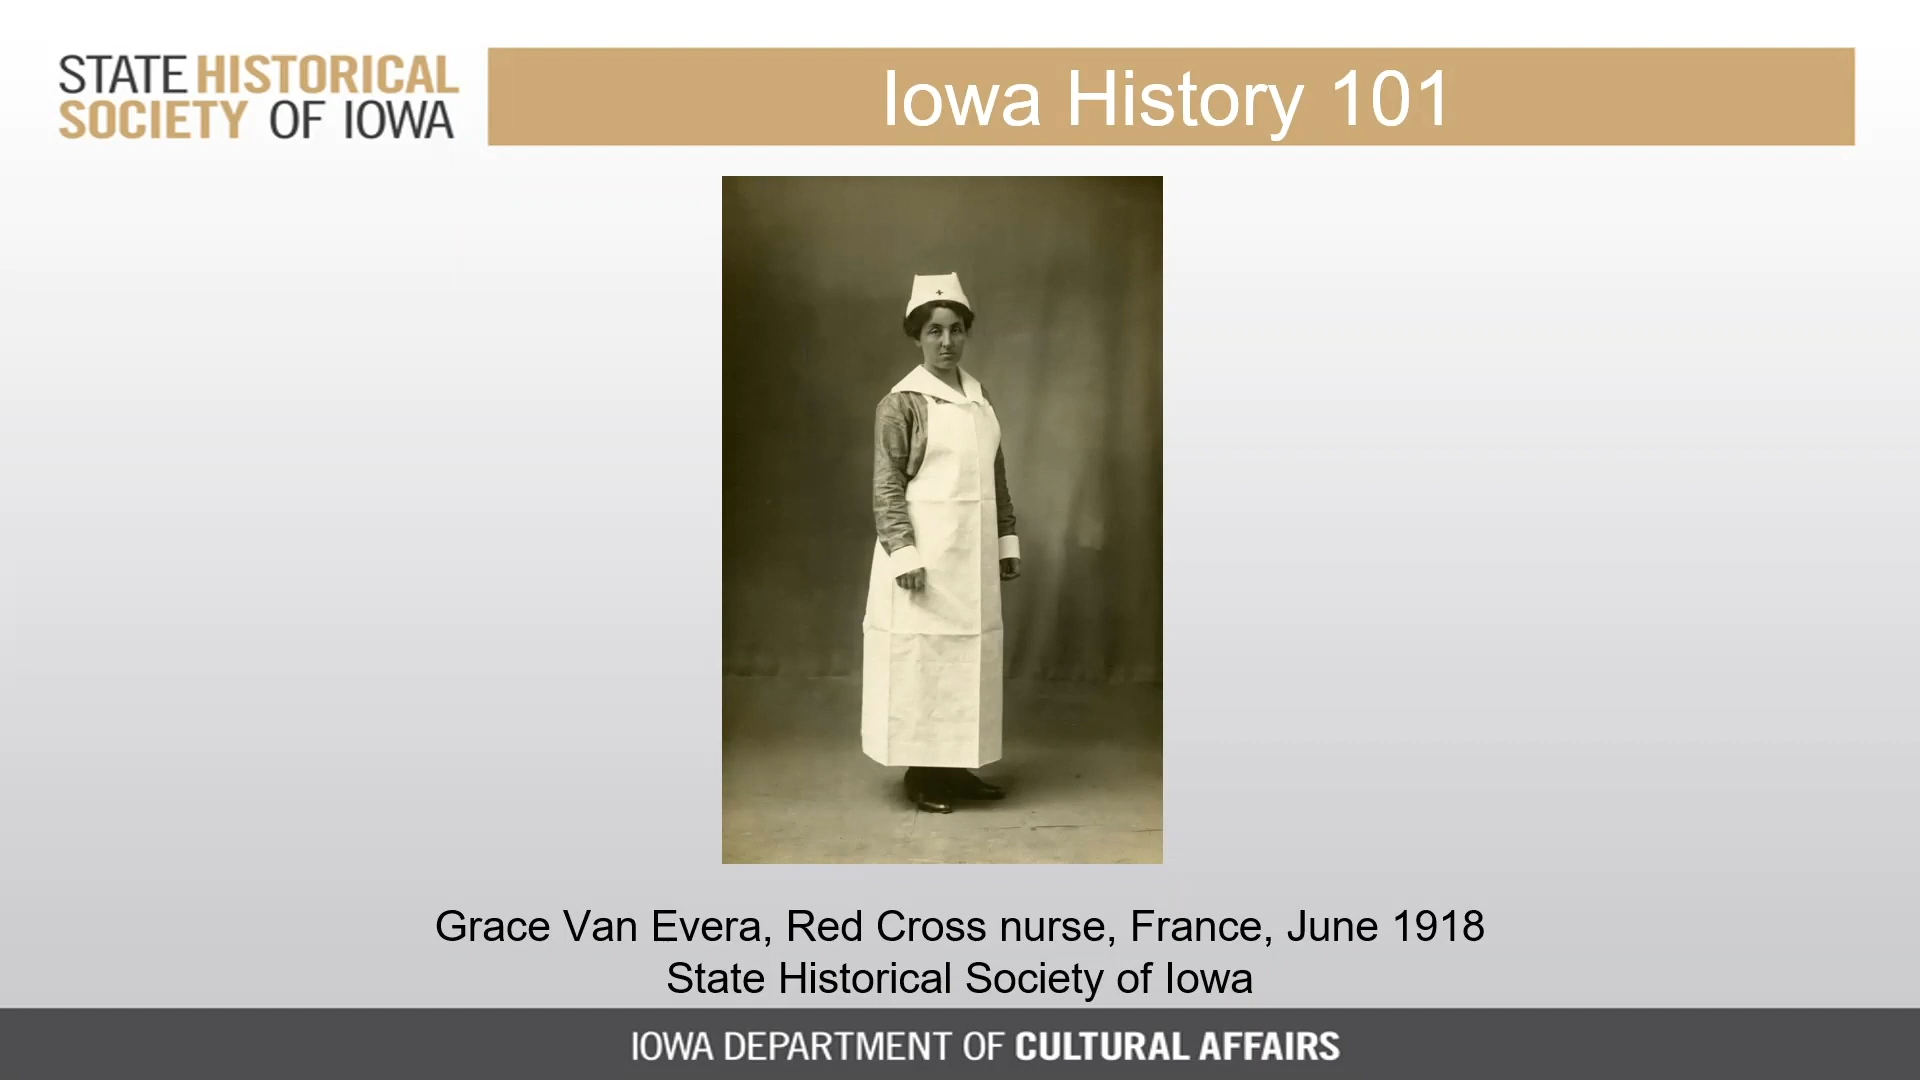 STATE HISTORICAL
SOCIETY OF IOWA
Iowa History 101
Grace Van Evera, Red Cross nurse, France, June 1918
State Historical Society of Iowa
IOWA DEPARTMENT OF CULTURAL AFFAIRS